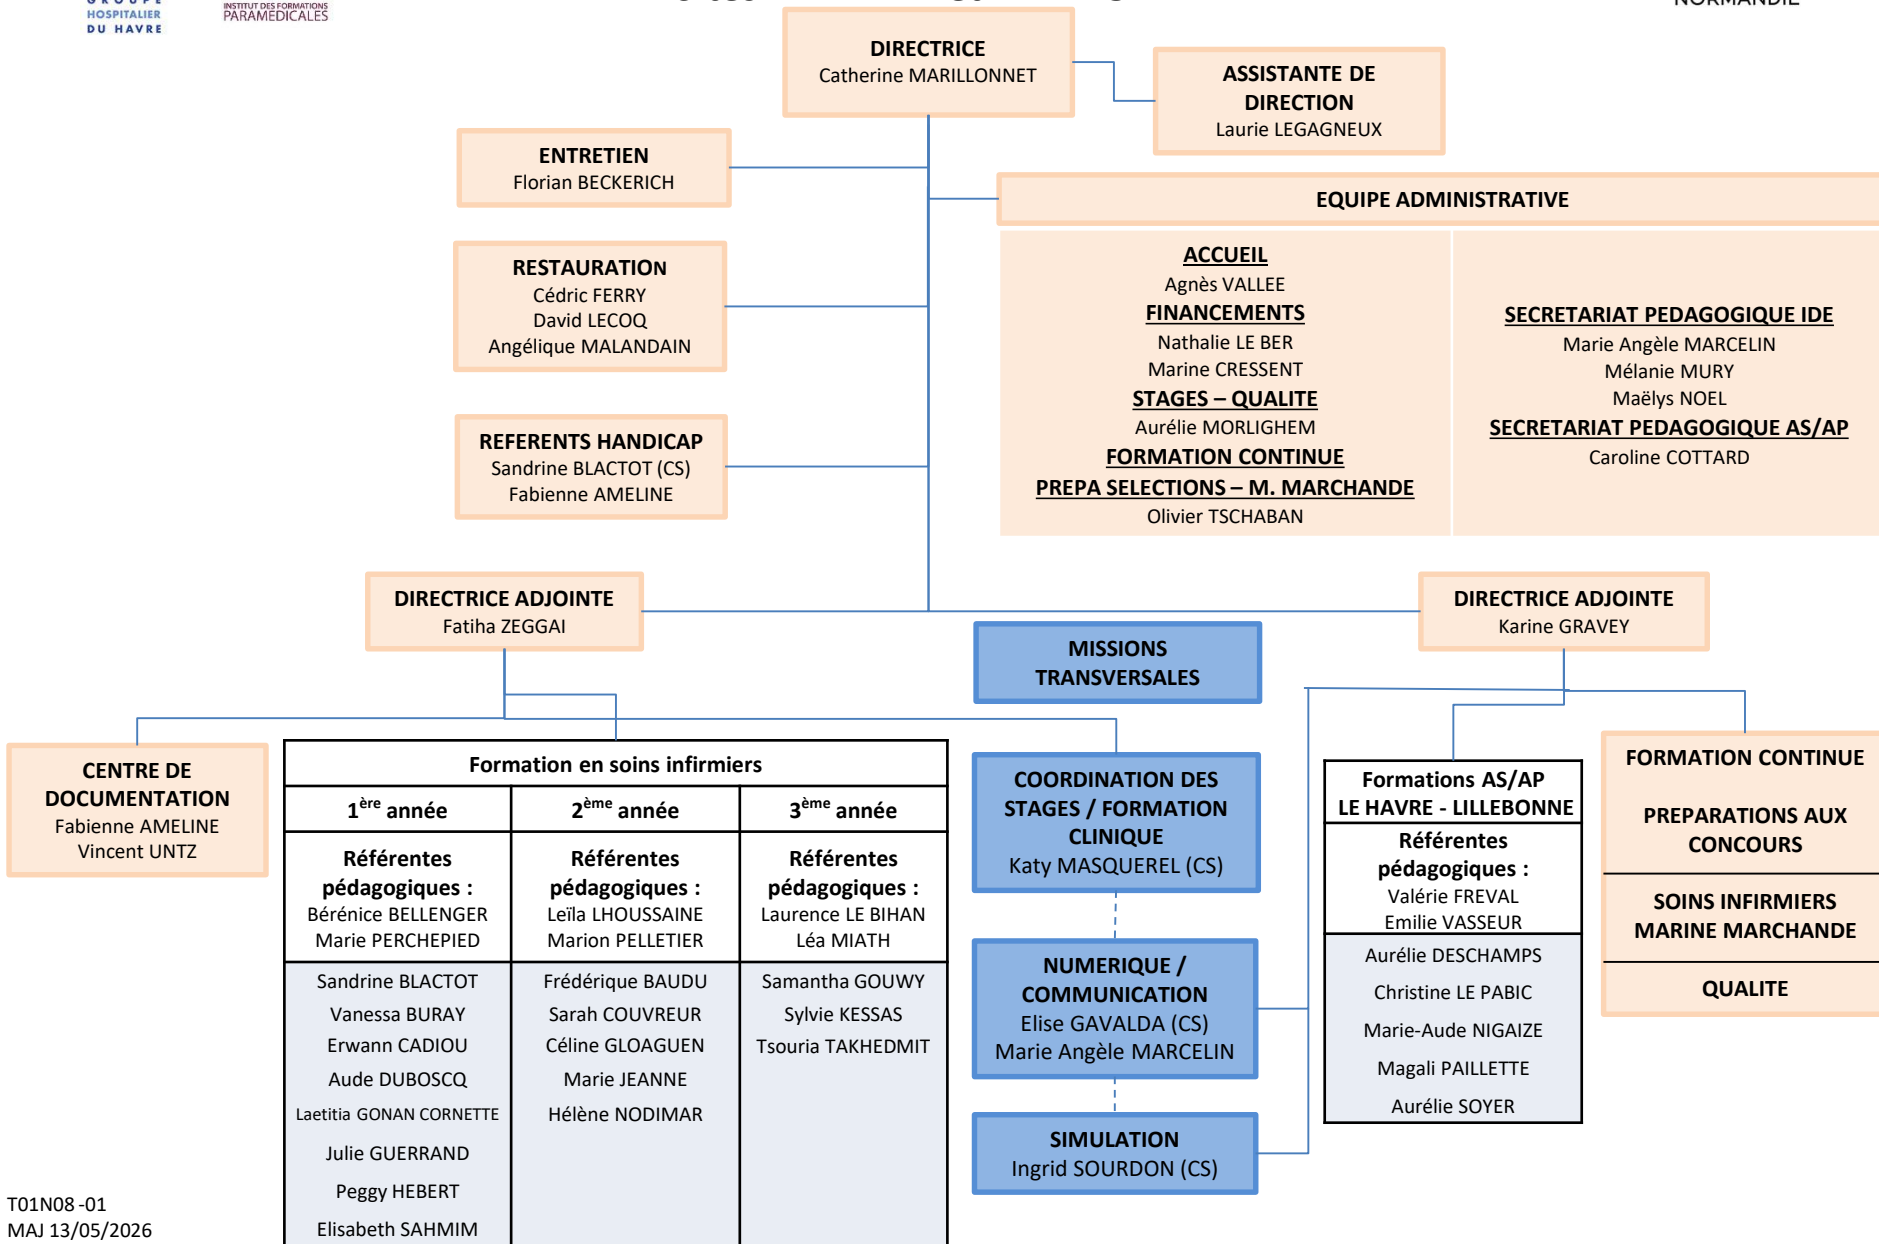 GROUPE
HOSPITALIER
DU HAVRE
INSTITUT DES FORMATIONS
PARAMEDICALES
NORMANDIE
DIRECTRICE
Catherine MARILLONNET
ASSISTANTE DE
DIRECTION
Laurie LEGAGNEUX
ENTRETIEN
Florian BECKERICH
EQUIPE ADMINISTRATIVE
RESTAURATION
Cédric FERRY
David LECOQ
Angélique MALANDAIN
REFERENTS HANDICAP
Sandrine BLACTOT (CS)
Fabienne AMELINE
ACCUEIL
Agnès VALLEE
FINANCEMENTS
Nathalie LE BER
Marine CRESSENT
STAGES – QUALITE
Aurélie MORLIGHEM
FORMATION CONTINUE
PREPA SELECTIONS – M. MARCHANDE
Olivier TSCHABAN
SECRETARIAT PEDAGOGIQUE IDE
Marie Angèle MARCELIN
Mélanie MURY
Maëlys NOEL
SECRETARIAT PEDAGOGIQUE AS/AP
Caroline COTTARD
DIRECTRICE ADJOINTE
Fatiha ZEGGAI
DIRECTRICE ADJOINTE
Karine GRAVEY
MISSIONS
TRANSVERSALES
CENTRE DE
DOCUMENTATION
Fabienne AMELINE
Vincent UNTZ
Formation en soins infirmiers
1ère année
Référentes
pédagogiques :
Bérénice BELLENGER
Marie PERCHEPIED
Sandrine BLACTOT
Vanessa BURAY
Erwann CADIOU
Aude DUBOSCQ
Laetitia GONAN CORNETTE
Julie GUERRAND
Peggy HEBERT
Elisabeth SAHMIM
2ème année
Référentes
pédagogiques :
Leïla LHOUSSAINE
Marion PELLETIER
Frédérique BAUDU
Sarah COUVREUR
Céline GLOAGUEN
Marie JEANNE
Hélène NODIMAR
3ème année
Référentes
pédagogiques :
Laurence LE BIHAN
Léa MIATH
Samantha GOUWY
Sylvie KESSAS
Tsouria TAKHEDMIT
COORDINATION DES
STAGES / FORMATION
CLINIQUE
Katy MASQUEREL (CS)
NUMERIQUE /
COMMUNICATION
Elise GAVALDA (CS)
Marie Angèle MARCELIN
SIMULATION
Ingrid SOURDON (CS)
Formations AS/AP
LE HAVRE - LILLEBONNE
Référentes
pédagogiques :
Valérie FREVAL
Emilie VASSEUR
Aurélie DESCHAMPS
Christine LE PABIC
Marie-Aude NIGAIZE
Magali PAILLETTE
Aurélie SOYER
FORMATION CONTINUE
PREPARATIONS AUX
CONCOURS
SOINS INFIRMIERS
MARINE MARCHANDE
QUALITE
T01N08 -01
MAJ 13/05/2026